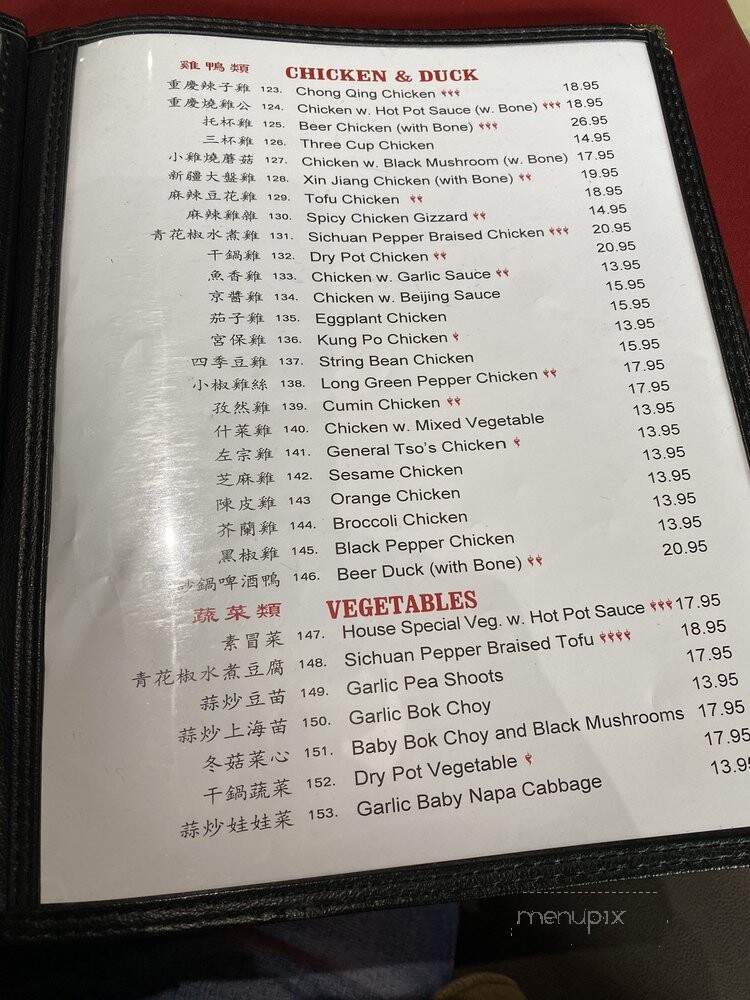 雞鴨類 CHICKEN & DUCK
重慶辣子雞 123. Chong Qing Chicken 18.95
重慶燒雞公 124. Chicken w. Hot Pot Sauce (w. Bone) 18.95
托杯雞 125. Beer Chicken (with Bone) 26.95
三杯雞 126. Three Cup Chicken 14.95
小雞燒蘑菇 127. Chicken w. Black Mushroom (w. Bone) 17.95
新疆大盤雞 128. Xin Jiang Chicken (with Bone) 19.95
麻辣豆花雞 129. Tofu Chicken 18.95
麻辣雞雜 130. Spicy Chicken Gizzard 14.95
青花椒水煮雞 131. Sichuan Pepper Braised Chicken 20.95
干鍋雞 132. Dry Pot Chicken 20.95
魚香雞 133. Chicken w. Garlic Sauce 13.95
京醬雞 134. Chicken w. Beijing Sauce 15.95
茄子雞 135. Eggplant Chicken 15.95
宮保雞 136. Kung Po Chicken 13.95
四季豆雞 137. String Bean Chicken 15.95
小椒雞絲 138. Long Green Pepper Chicken 17.95
孜然雞 139. Cumin Chicken 17.95
什菜雞 140. Chicken w. Mixed Vegetable 13.95
左宗雞 141. General Tso's Chicken 13.95
芝麻雞 142. Sesame Chicken 13.95
陳皮雞 143 Orange Chicken 13.95
芥蘭雞 144. Broccoli Chicken 13.95
黑椒雞 145. Black Pepper Chicken 13.95
鍋啤酒鴨 146. Beer Duck (with Bone) 20.95
蔬菜類 VEGETABLES
素冒菜 147. House Special Veg. w. Hot Pot Sauce 17.95
青花椒水煮豆腐 148. Sichuan Pepper Braised Tofu 18.95
蒜炒豆苗 149. Garlic Pea Shoots 17.95
蒜炒上海苗 150. Garlic Bok Choy 13.95
冬菇菜心 151. Baby Bok Choy and Black Mushrooms 17.95
干鍋蔬菜 152. Dry Pot Vegetable 17.95
蒜炒娃娃菜 153. Garlic Baby Napa Cabbage 13.95
menupix